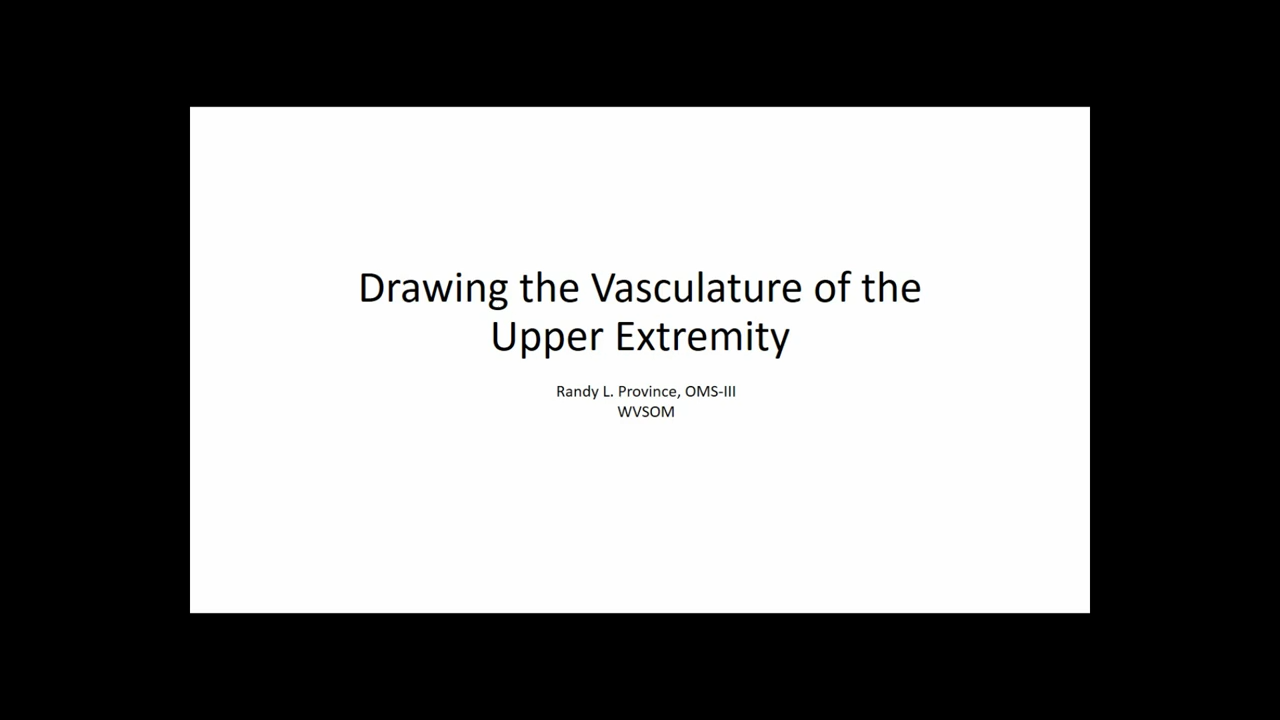 Drawing the Vasculature of the
Upper Extremity
Randy L. Province, OMS-III
WVSOM